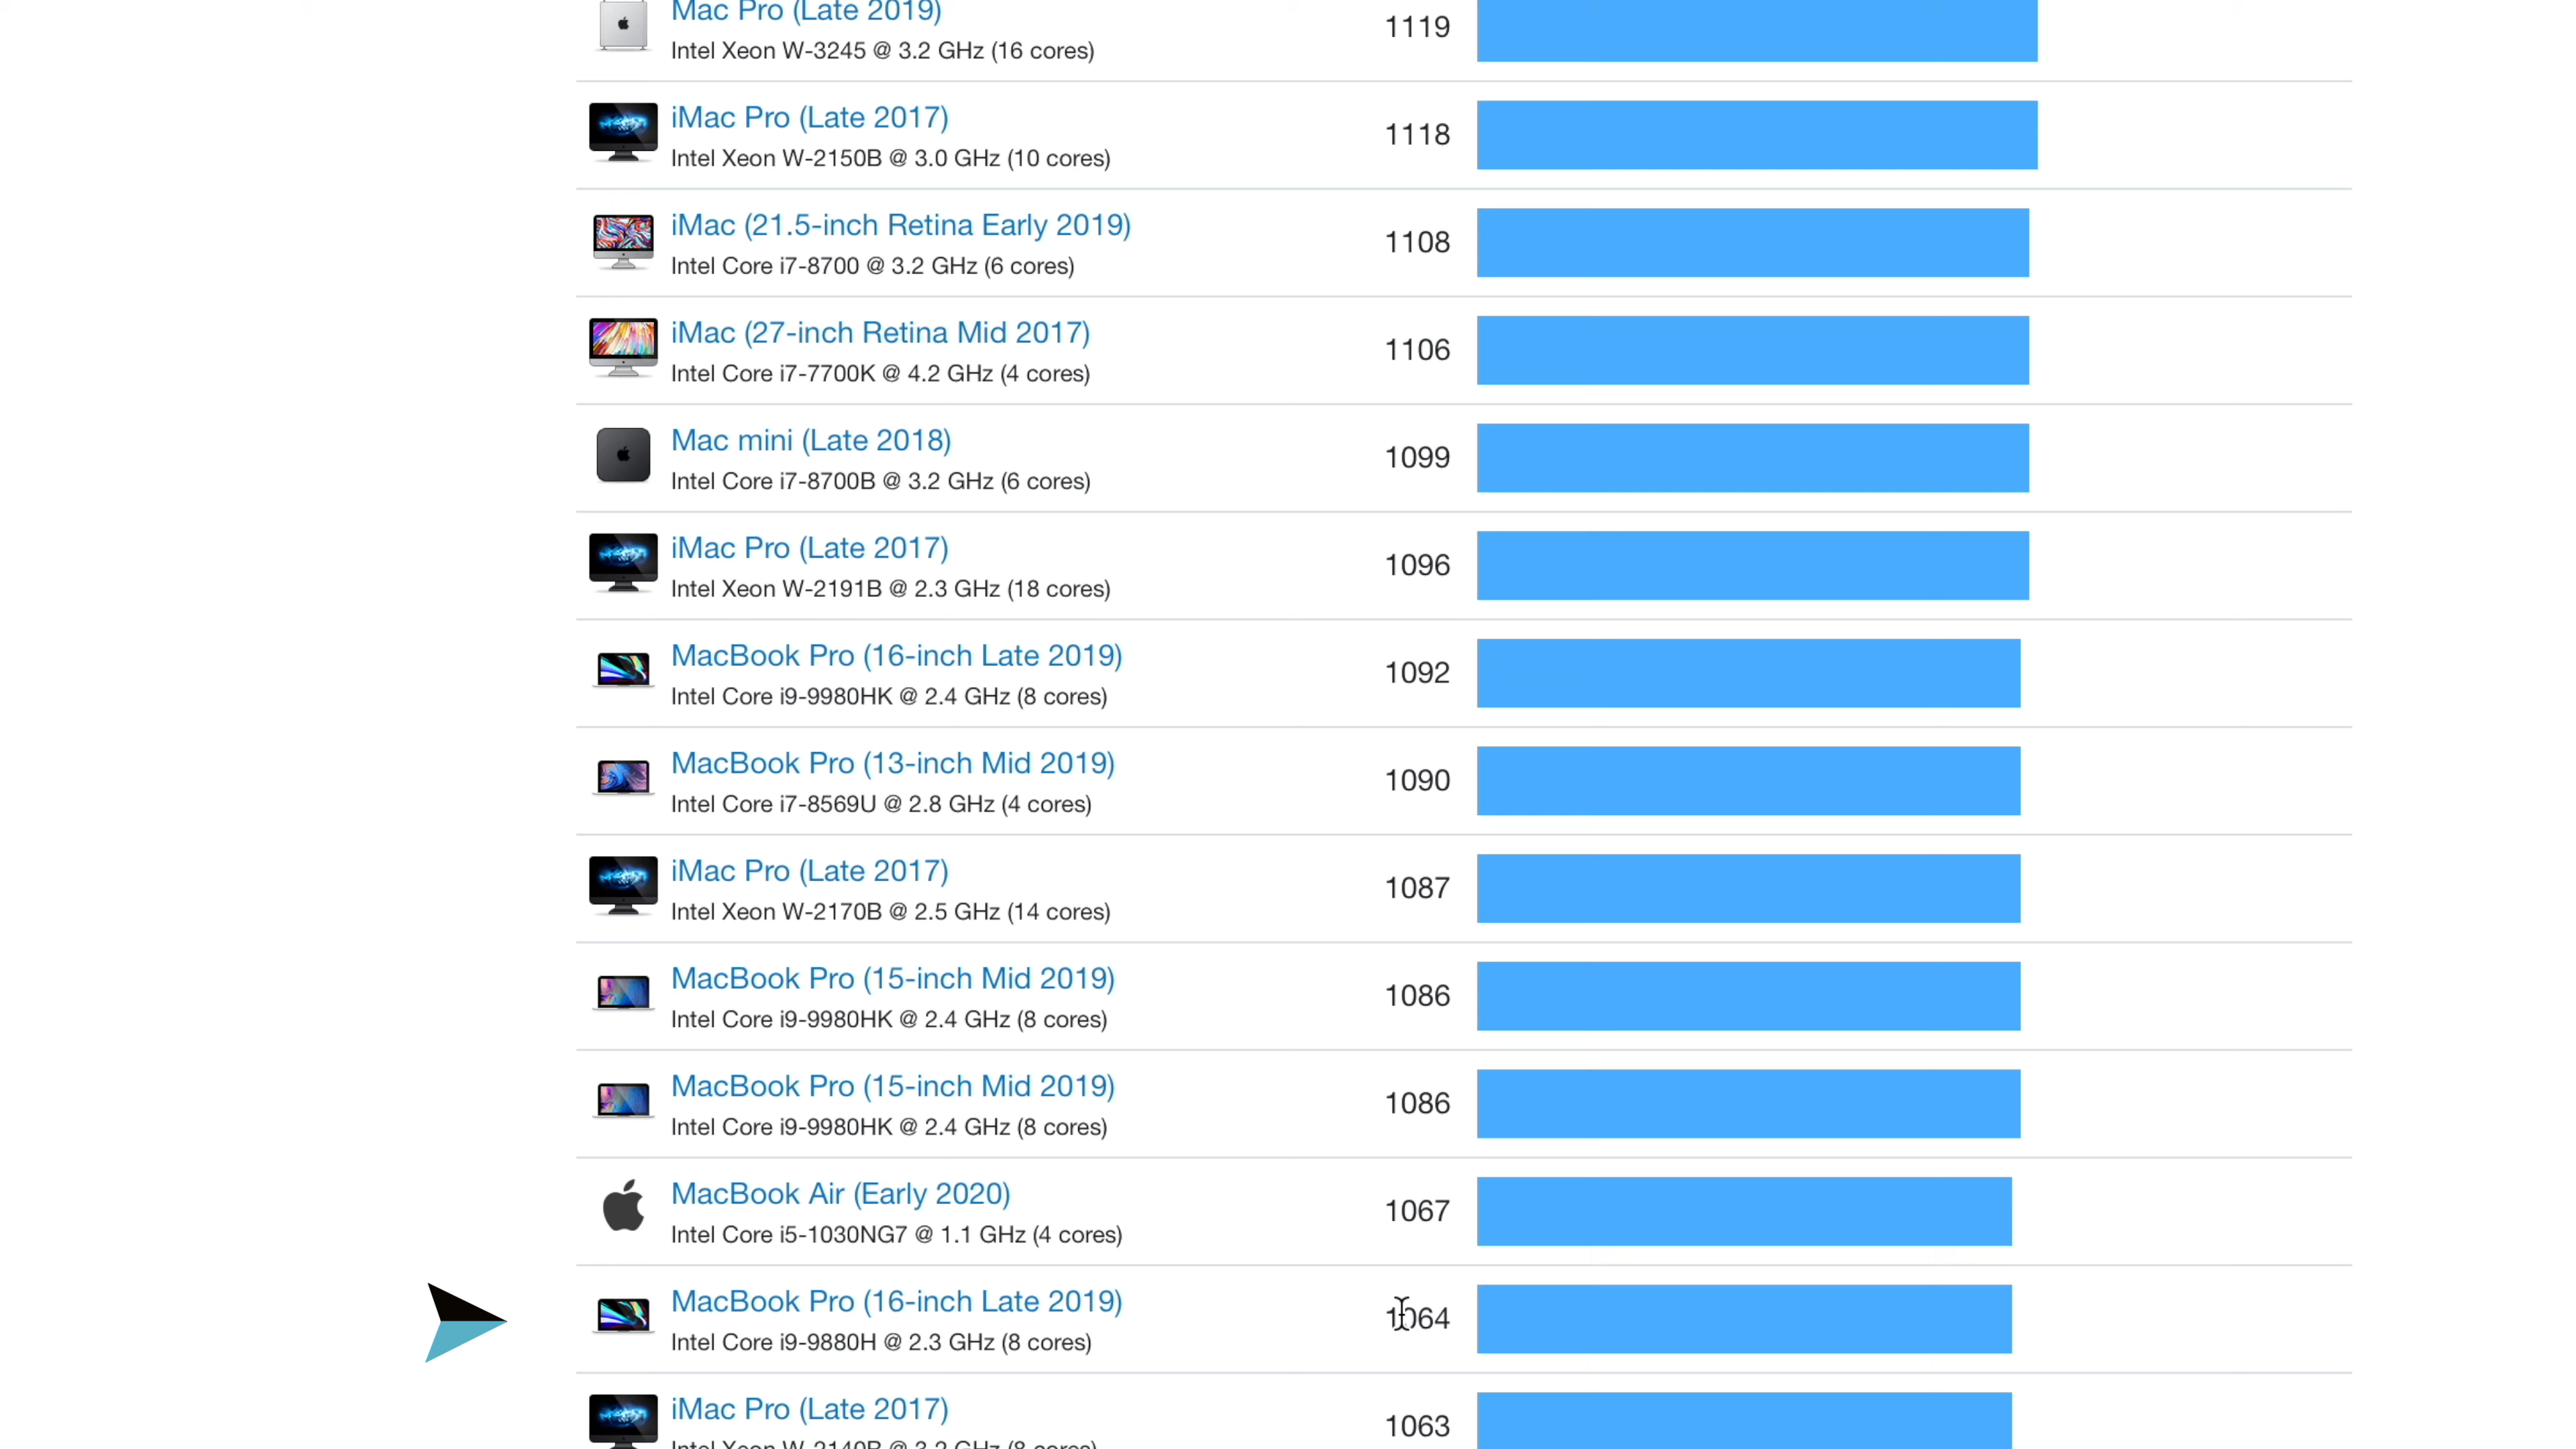 Mac Pro (Late 2019)
Intel Xeon W-3245 @ 3.2 GHz (16 cores)
1119
iMac Pro (Late 2017)
Intel Xeon W-2150B @ 3.0 GHz (10 cores)
1118
iMac (21.5-inch Retina Early 2019)
Intel Core i7-8700 @ 3.2 GHz (6 cores)
1108
iMac (27-inch Retina Mid 2017)
Intel Core i7-7700K @ 4.2 GHz (4 cores)
1106
Mac mini (Late 2018)
Intel Core i7-8700B @ 3.2 GHz (6 cores)
1099
iMac Pro (Late 2017)
Intel Xeon W-2191B @ 2.3 GHz (18 cores)
1096
MacBook Pro (16-inch Late 2019)
Intel Core i9-9980HK @ 2.4 GHz (8 cores)
1092
MacBook Pro (13-inch Mid 2019)
Intel Core i7-8569U @ 2.8 GHz (4 cores)
1090
iMac Pro (Late 2017)
Intel Xeon W-2170B @ 2.5 GHz (14 cores)
1087
MacBook Pro (15-inch Mid 2019)
Intel Core i9-9980HK @ 2.4 GHz (8 cores)
1086
MacBook Pro (15-inch Mid 2019)
Intel Core i9-9980HK @ 2.4 GHz (8 cores)
1086
MacBook Air (Early 2020)
Intel Core i5-1030NG7 @ 1.1 GHz (4 cores)
1067
MacBook Pro (16-inch Late 2019)
Intel Core i9-9880H @ 2.3 GHz (8 cores)
1064
iMac Pro (Late 2017)
Intel Xeon W-2140B @ 3.2 GHz (8 cores)
1063